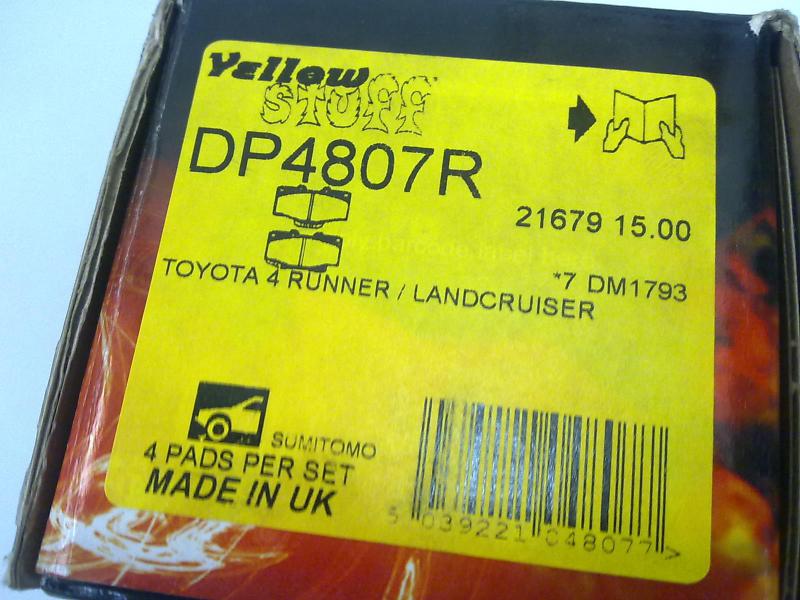 Yellow
STUFF
DP4807R
21679 15.00
*7 DM1793
TOYOTA 4 RUNNER / LANDCRUISER
SUMITOMO
4 PADS PER SET
MADE IN UK
5 039221 048077 >